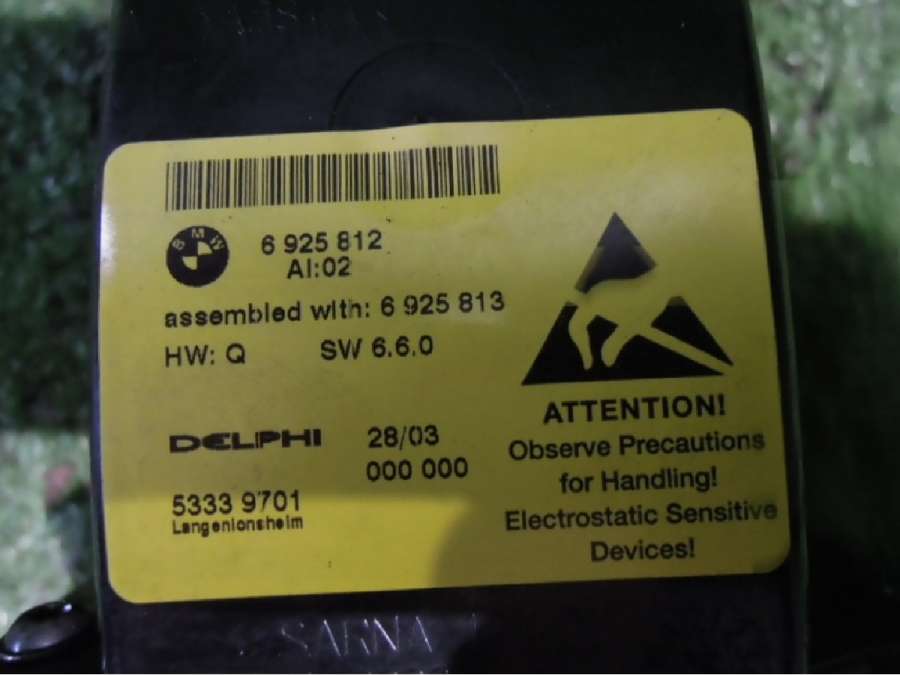 BMW
6 925 812
AI:02
assembled with: 6 925 813
HW: Q SW 6.6.0
DELPHI 28/03
000 000
5333 9701
Langenlonsheim
ATTENTION!
Observe Precautions
for Handling!
Electrostatic Sensitive
Devices!
SARNA